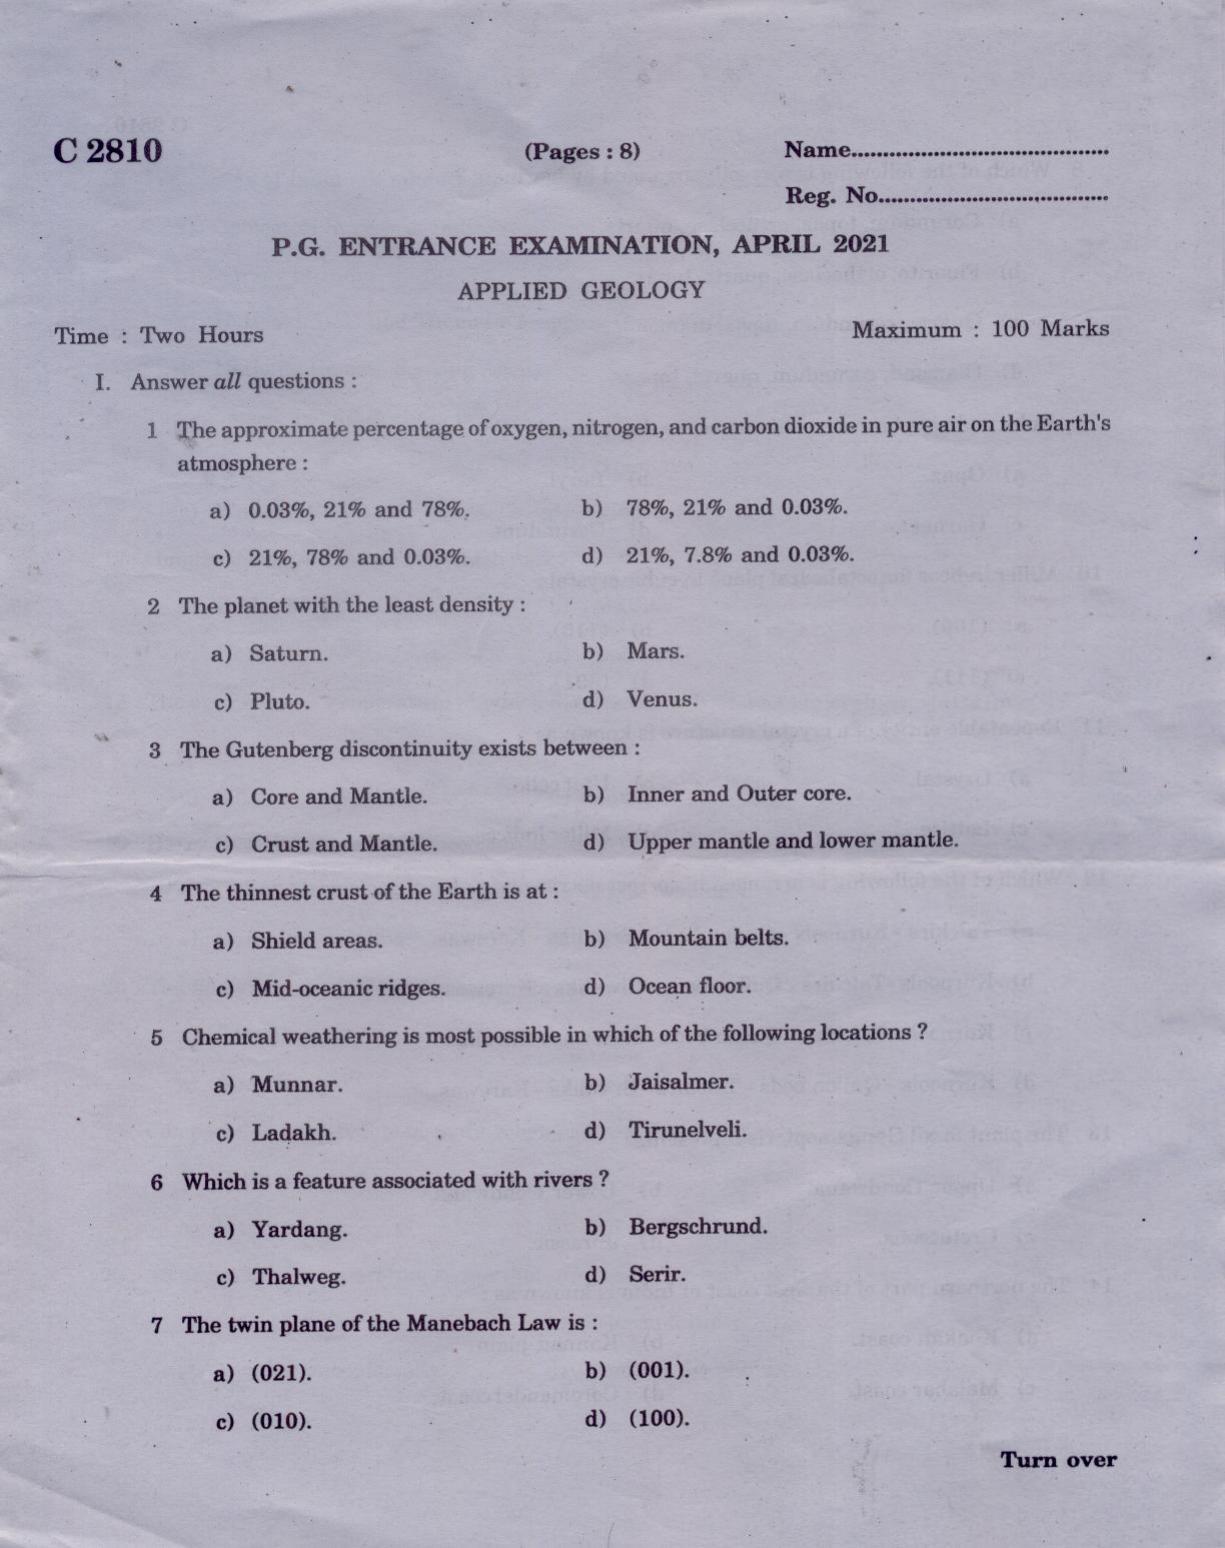 C 2810 (Pages : 8) Name.........................................
Reg. No.....................................
P.G. ENTRANCE EXAMINATION, APRIL 2021
APPLIED GEOLOGY
Time : Two Hours Maximum : 100 Marks
I. Answer all questions :
1 The approximate percentage of oxygen, nitrogen, and carbon dioxide in pure air on the Earth's
atmosphere :
a) 0.03%, 21% and 78%. b) 78%, 21% and 0.03%.
c) 21%, 78% and 0.03%. d) 21%, 7.8% and 0.03%.
2 The planet with the least density :
a) Saturn. b) Mars.
c) Pluto. d) Venus.
3 The Gutenberg discontinuity exists between :
a) Core and Mantle. b) Inner and Outer core.
c) Crust and Mantle. d) Upper mantle and lower mantle.
4 The thinnest crust of the Earth is at :
a) Shield areas. b) Mountain belts.
c) Mid-oceanic ridges. d) Ocean floor.
5 Chemical weathering is most possible in which of the following locations ?
a) Munnar. b) Jaisalmer.
c) Ladakh. d) Tirunelveli.
6 Which is a feature associated with rivers ?
a) Yardang. b) Bergschrund.
c) Thalweg. d) Serir.
7 The twin plane of the Manebach Law is :
a) (021). b) (001).
c) (010). d) (100).
Turn over